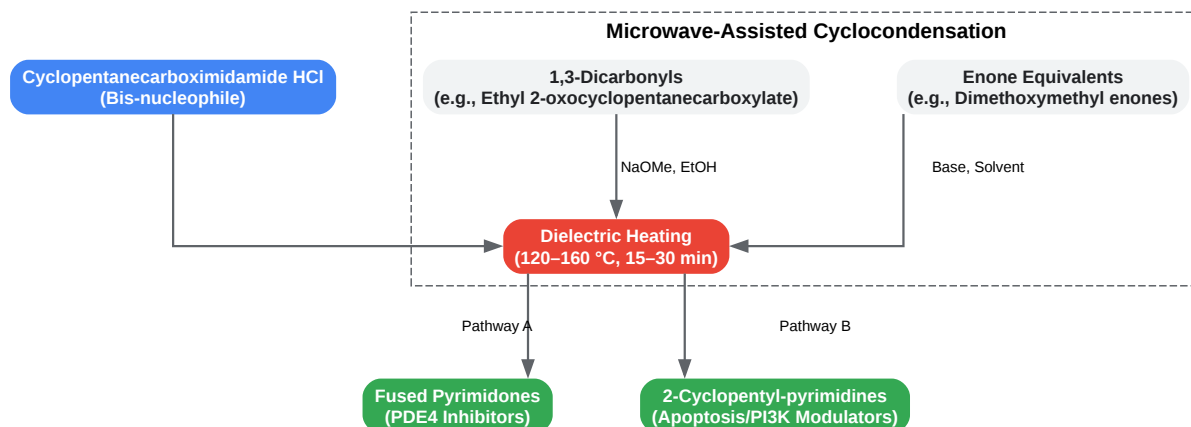 Microwave-Assisted Cyclocondensation
Cyclopentanecarboximidamide HCl
(Bis-nucleophile)
1,3-Dicarbonyls
(e.g., Ethyl 2-oxocyclopentanecarboxylate)
Enone Equivalents
(e.g., Dimethoxymethyl enones)
NaOMe, EtOH
Base, Solvent
Dielectric Heating
(120–160 °C, 15–30 min)
Pathway A
Pathway B
Fused Pyrimidones
(PDE4 Inhibitors)
2-Cyclopentyl-pyrimidines
(Apoptosis/PI3K Modulators)